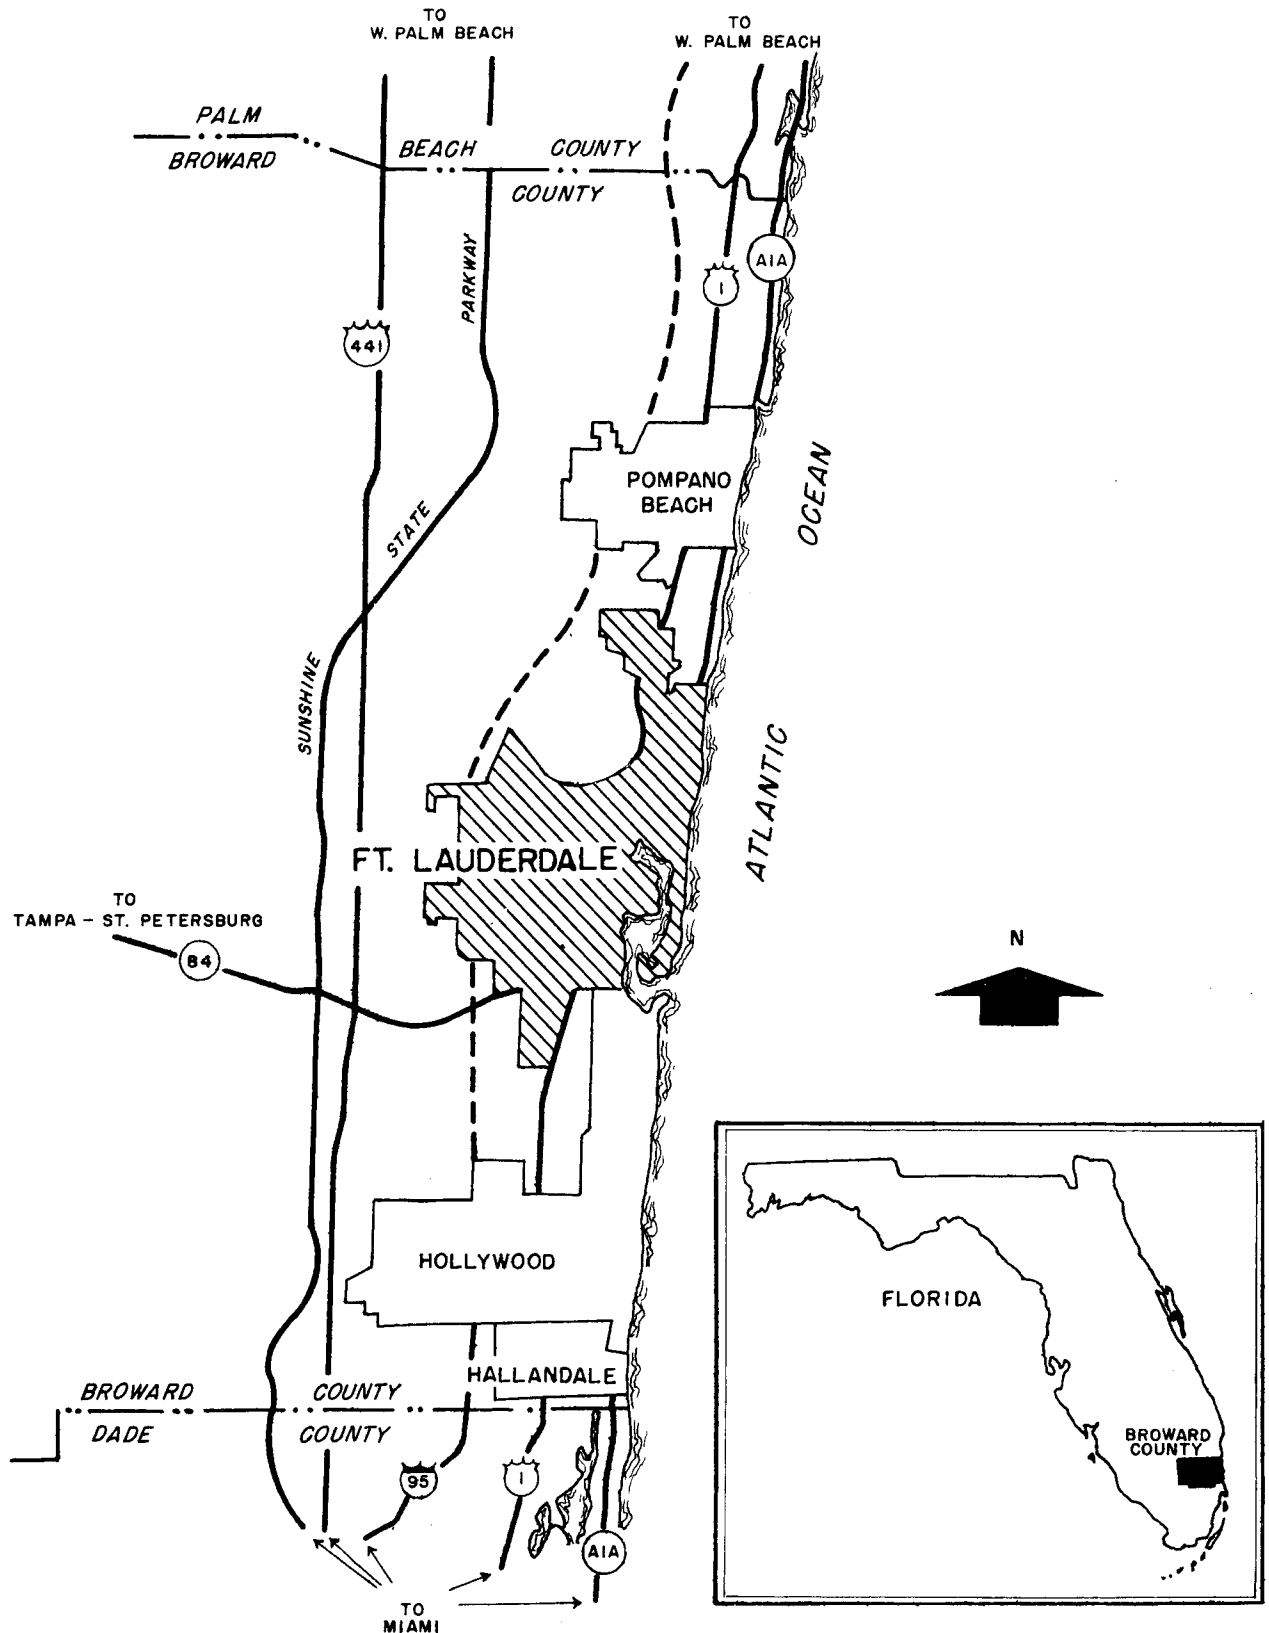 TO
W. PALM BEACH
TO
W. PALM BEACH
PALM
BEACH
COUNTY
BROWARD
COUNTY
PARKWAY
A1A
1
441
POMPANO
BEACH
OCEAN
STATE
SUNSHINE
ATLANTIC
FT. LAUDERDALE
TO
TAMPA - ST. PETERSBURG
84
N
HOLLYWOOD
FLORIDA
HALLANDALE
BROWARD
COUNTY
DADE
COUNTY
BROWARD
COUNTY
95
1
A1A
TO
MIAMI